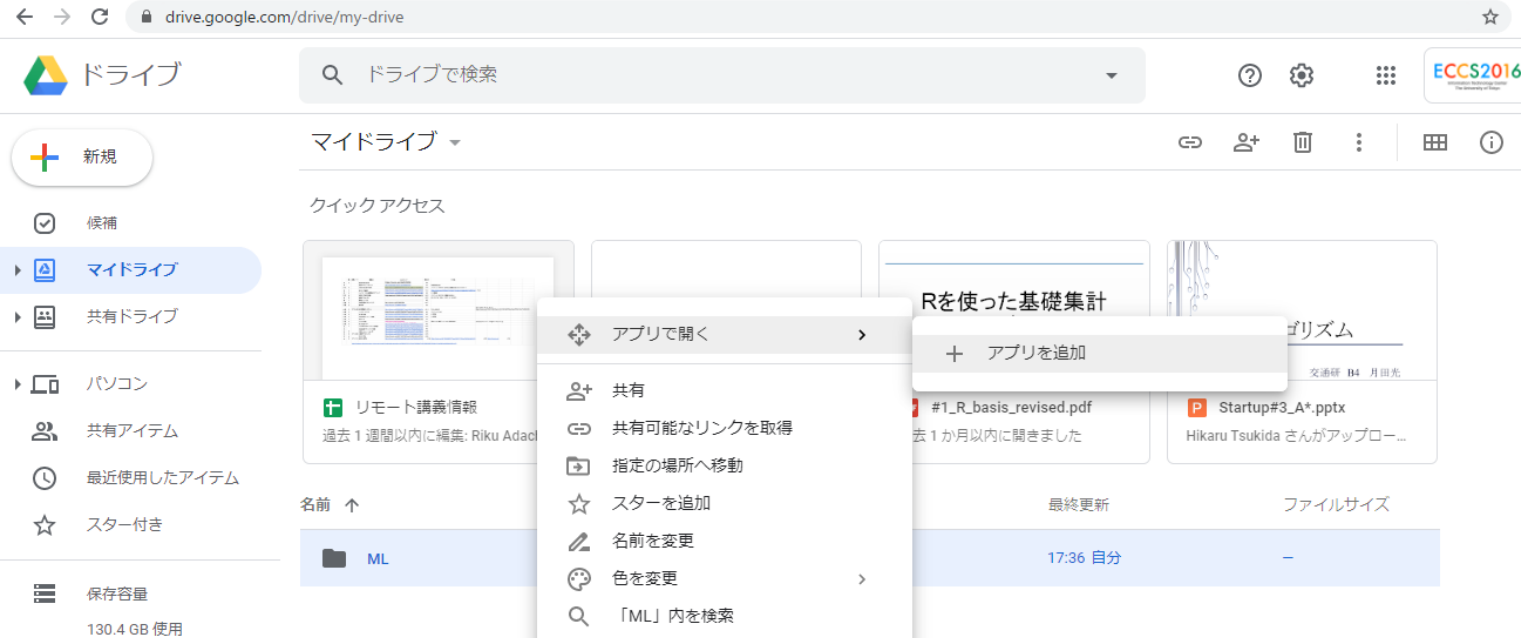 drive.google.com/drive/my-drive
ドライブ
ドライブで検索
ECCS2016
新規
候補
マイドライブ
共有ドライブ
パソコン
共有アイテム
最近使用したアイテム
スター付き
保存容量
130.4 GB 使用
マイドライブ
クイック アクセス
リモート講義情報
過去 1 週間以内に編集: Riku Adac
Rを使った基礎集計
#1_R_basis_revised.pdf
去 1 か月以内に開きました
ゴリズム
交通研 B4 月田光
Startup#3_A*.pptx
Hikaru Tsukida さんがアップロー...
名前
最終更新
ファイルサイズ
ML
17:36 自分
–
アプリで開く
アプリを追加
共有
共有可能なリンクを取得
指定の場所へ移動
スターを追加
名前を変更
色を変更
「ML」内を検索